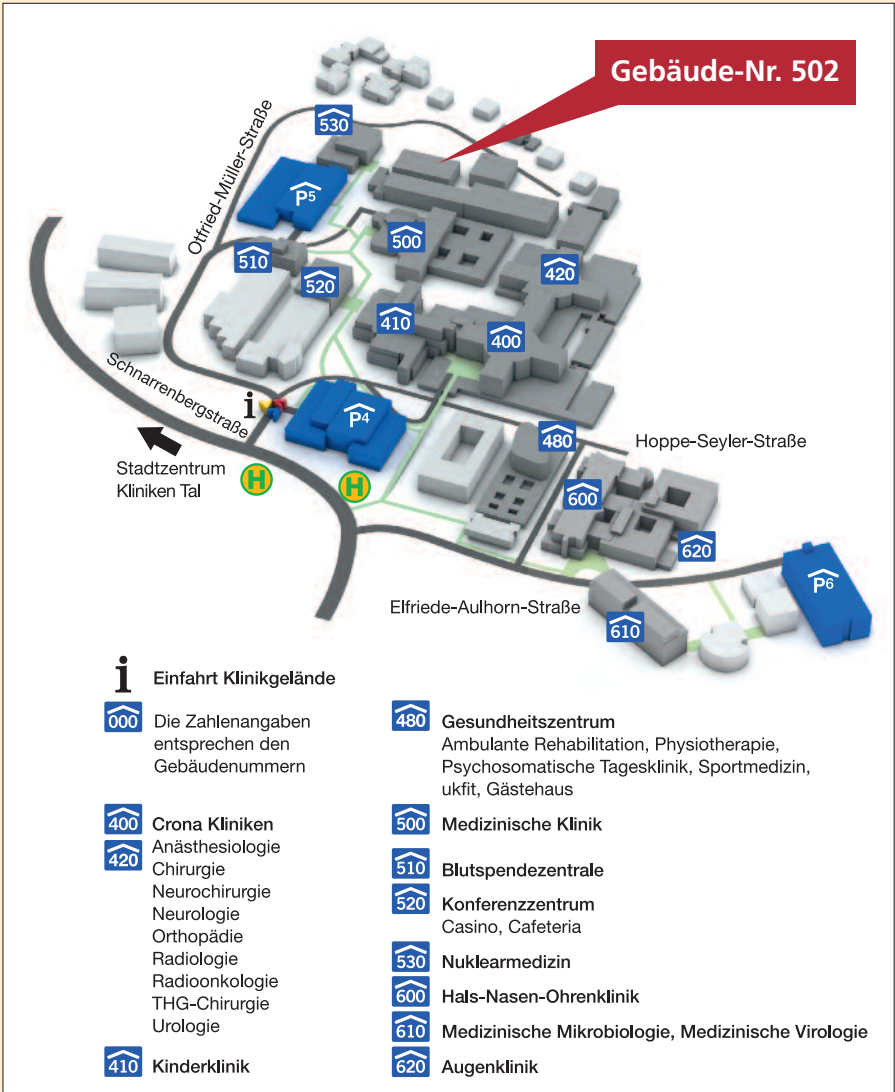 Gebäude-Nr. 502
530
Otfried-Müller-Straße
P5
500
510
420
520
410
400
Schnarrenbergstraße
i
P4
480
Hoppe-Seyler-Straße
Stadtzentrum
Kliniken Tal
H
H
600
620
P6
Elfriede-Aulhorn-Straße
610
i Einfahrt Klinikgelände
000 Die Zahlenangaben
entsprechen den
Gebäudenummern
400 Crona Kliniken
420 Anästhesiologie
Chirurgie
Neurochirurgie
Neurologie
Orthopädie
Radiologie
Radioonkologie
THG-Chirurgie
Urologie
410 Kinderklinik
480 Gesundheitszentrum
Ambulante Rehabilitation, Physiotherapie,
Psychosomatische Tagesklinik, Sportmedizin,
ukfit, Gästehaus
500 Medizinische Klinik
510 Blutspendezentrale
520 Konferenzzentrum
Casino, Cafeteria
530 Nuklearmedizin
600 Hals-Nasen-Ohrenklinik
610 Medizinische Mikrobiologie, Medizinische Virologie
620 Augenklinik